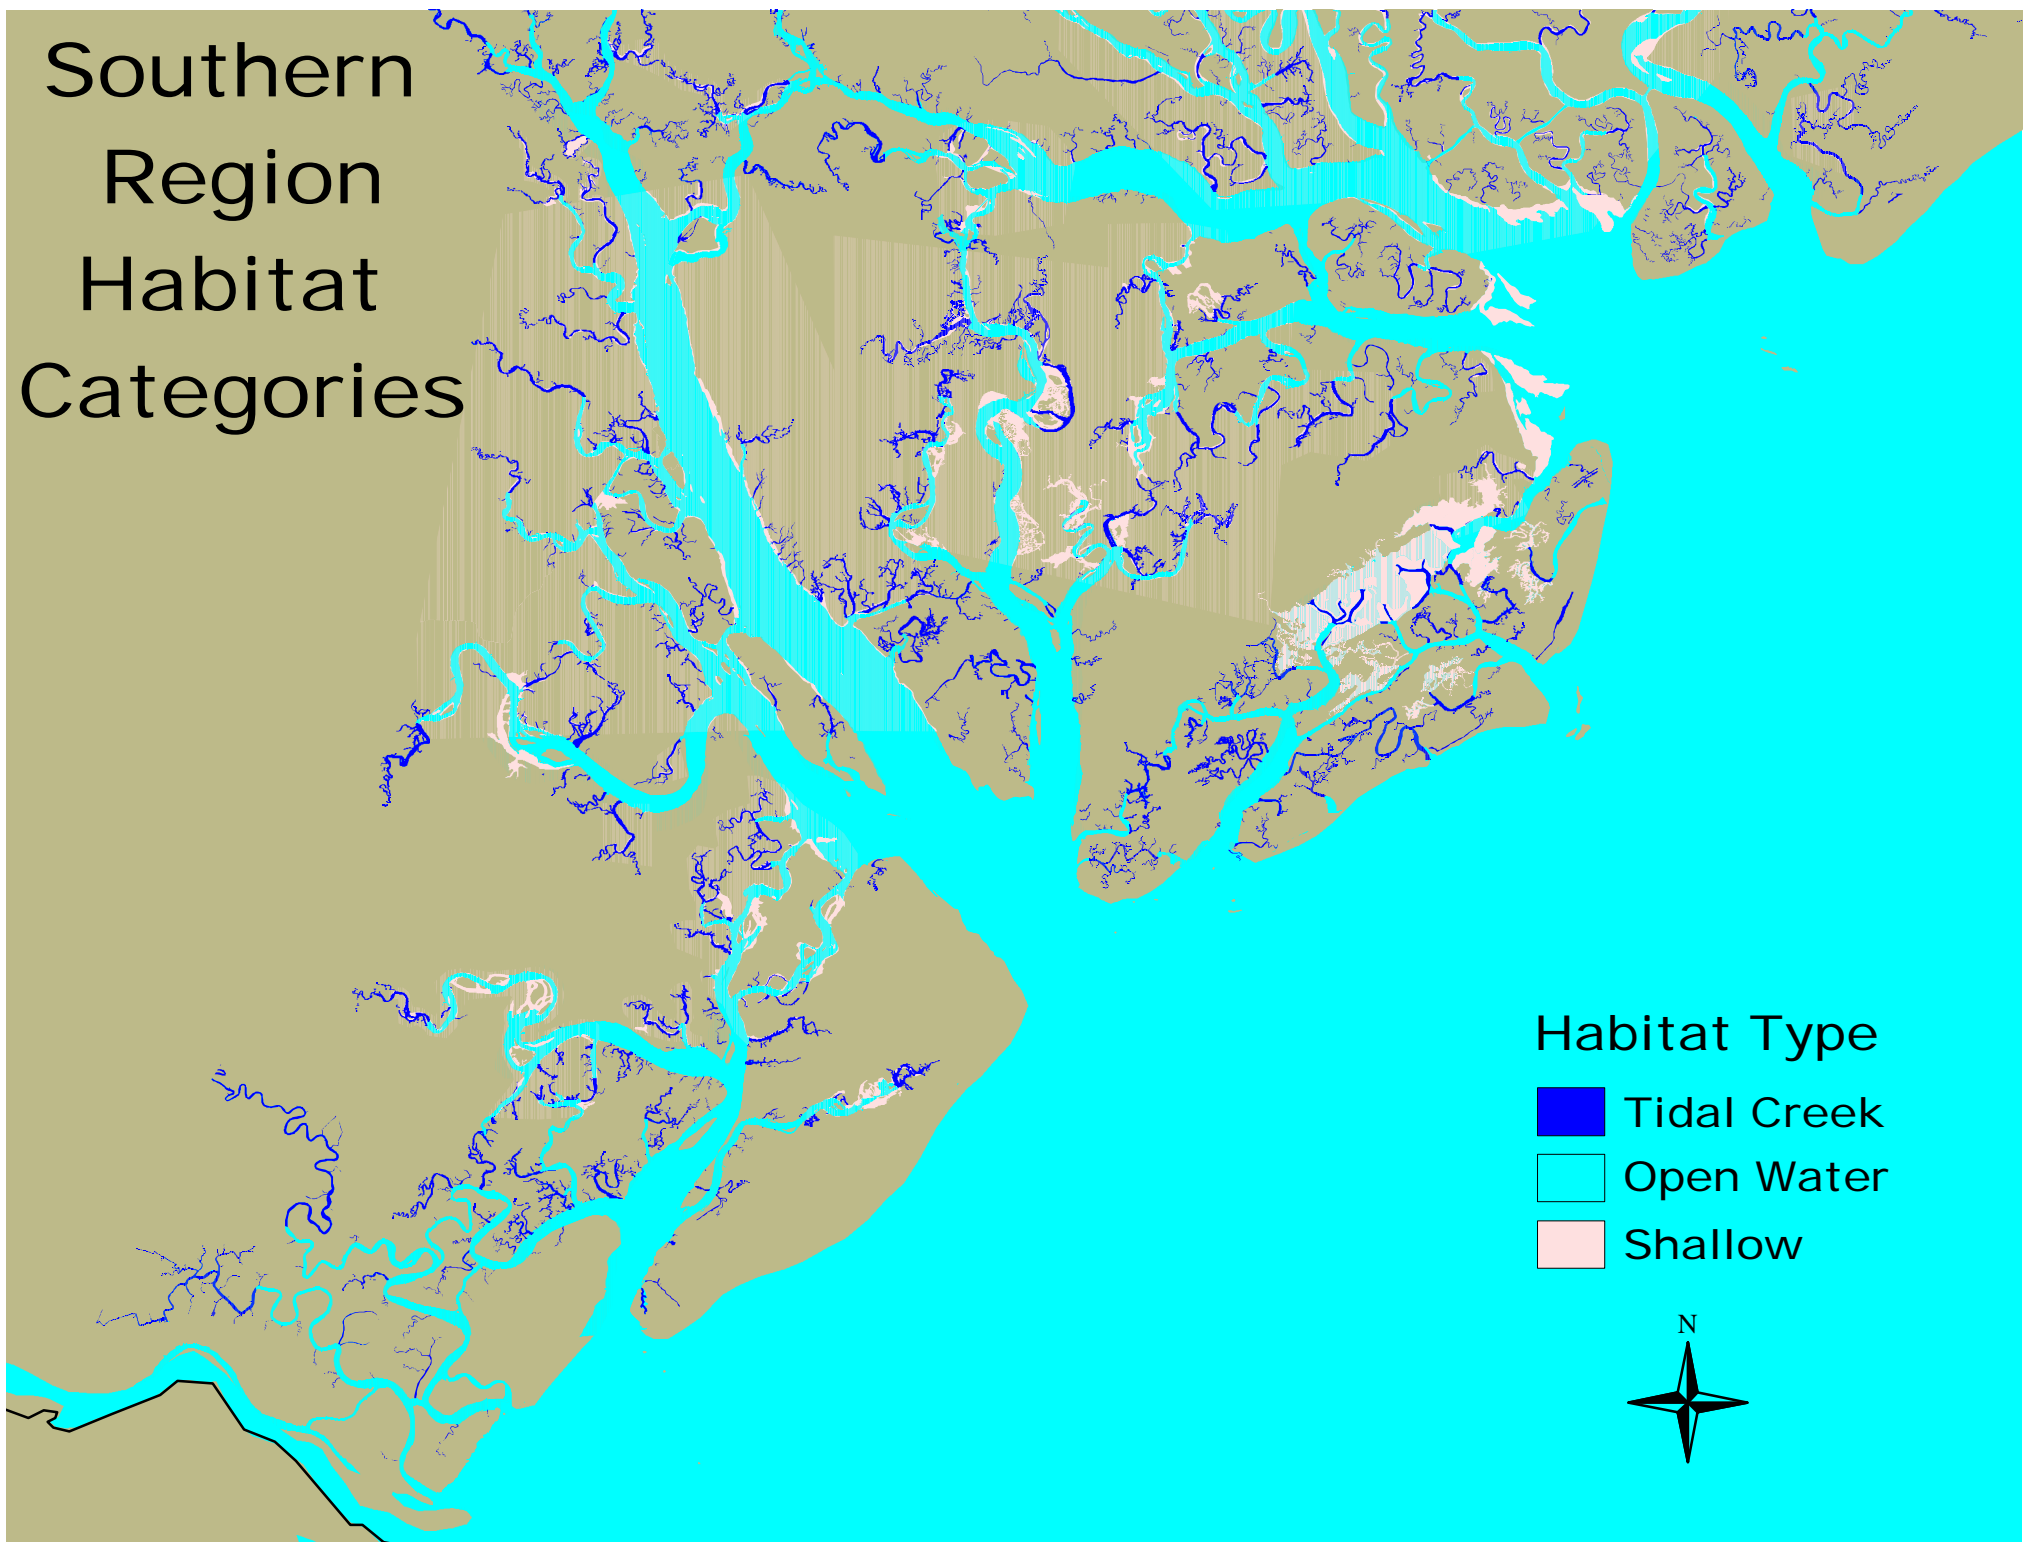 Southern
Region
Habitat
Categories
Habitat Type
Tidal Creek
Open Water
Shallow
N